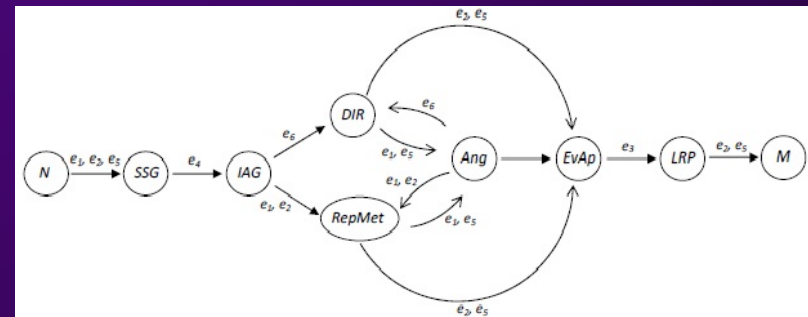 e2, e5
e6
DIR
e6
e1, e5
N
e1, e2, e5
SSG
e4
IAG
Ang
EvAp
e3
LRP
e2, e5
M
e1, e2
e1, e2
RepMet
e1, e5
e2, e5